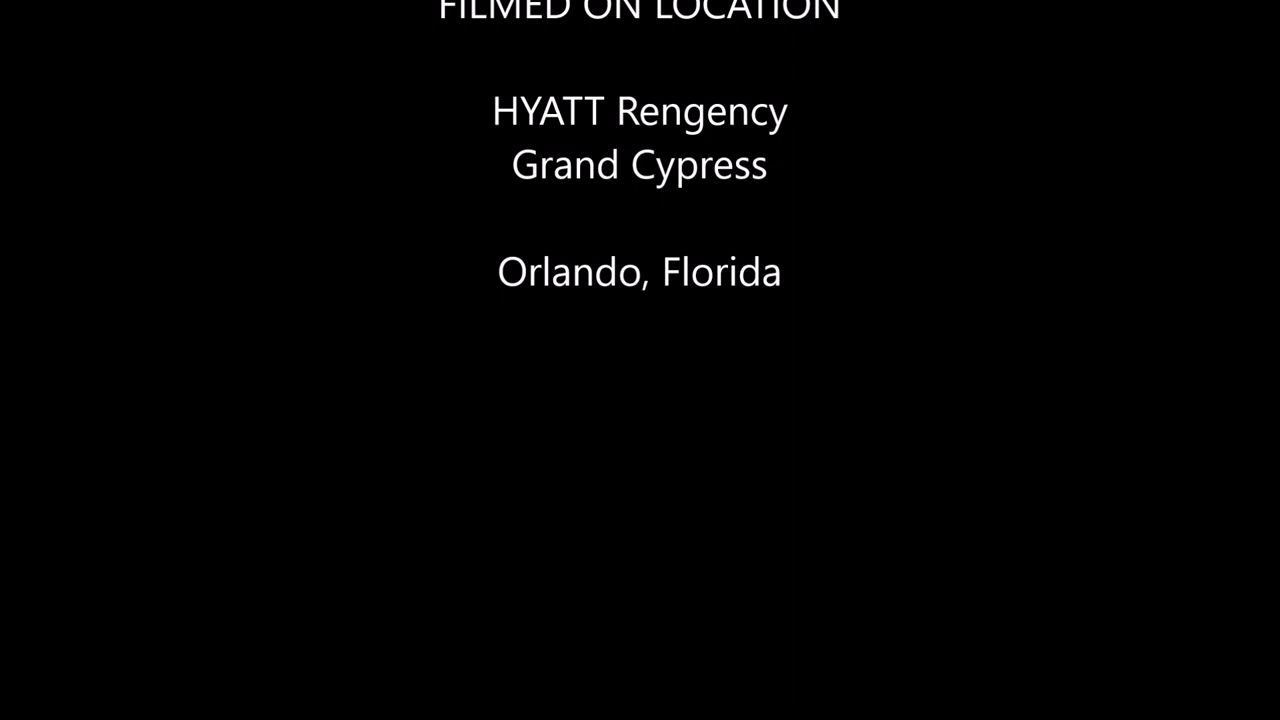 FILMED ON LOCATION
HYATT Rengency
Grand Cypress
Orlando, Florida